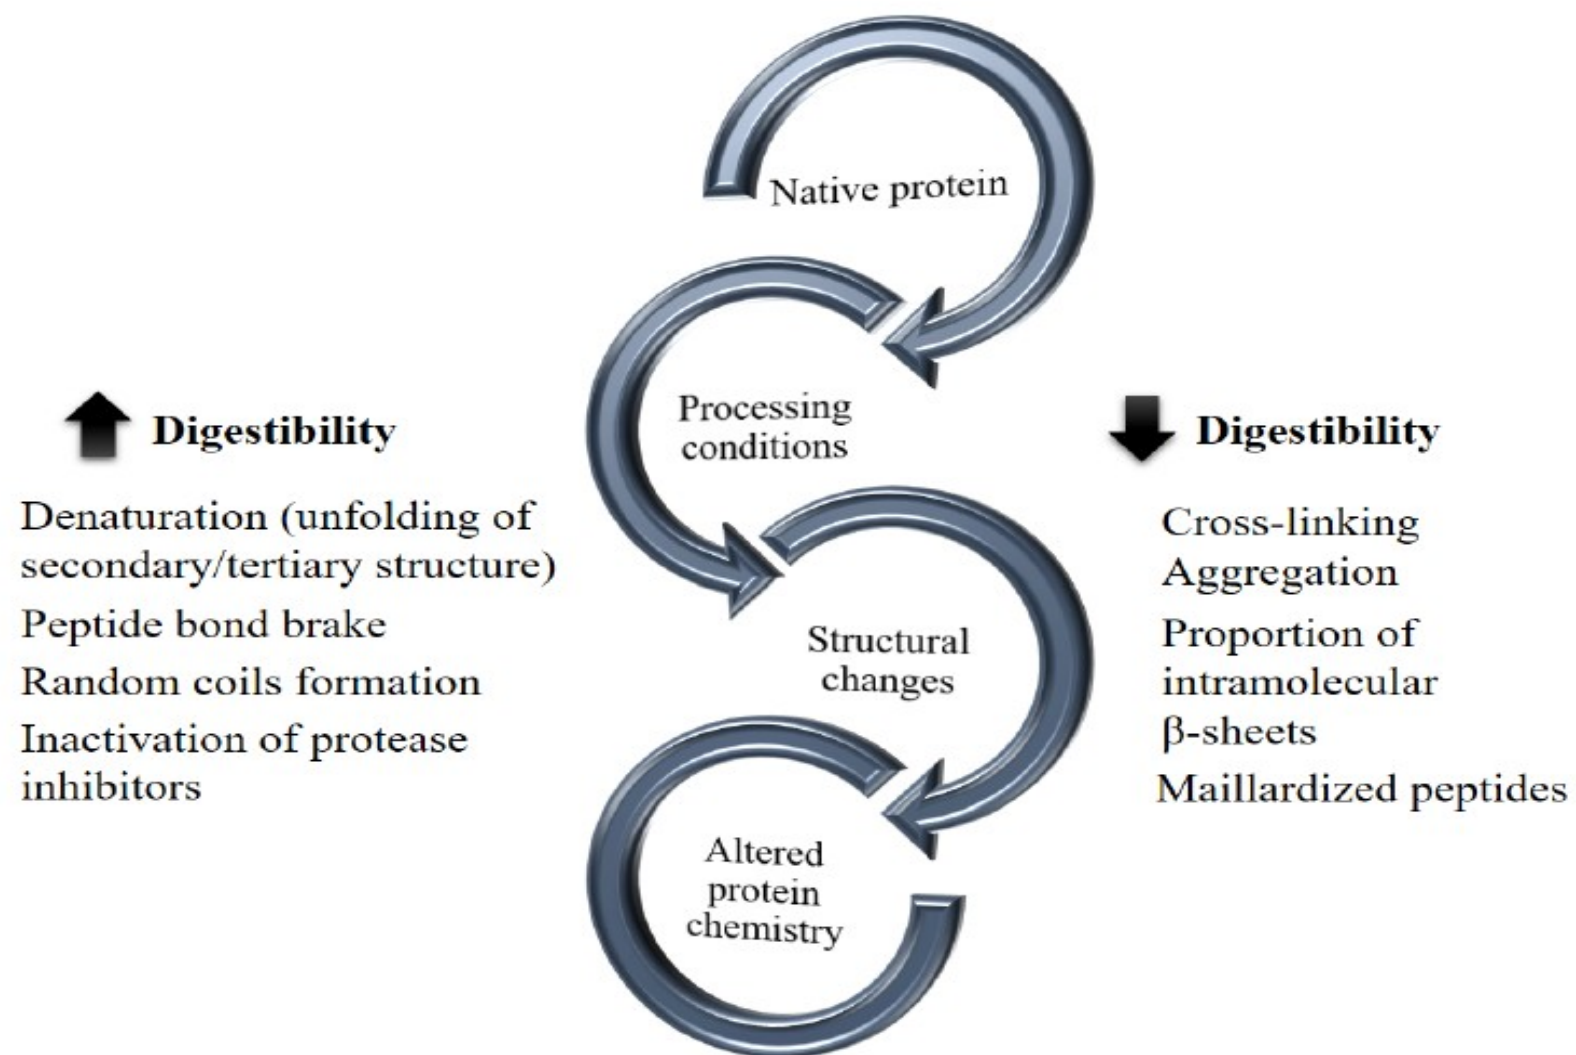 Native protein
Processing
conditions
Structural
changes
Altered
protein
chemistry
Digestibility
Denaturation (unfolding of
secondary/tertiary structure)
Peptide bond brake
Random coils formation
Inactivation of protease
inhibitors
Digestibility
Cross-linking
Aggregation
Proportion of
intramolecular
β-sheets
Maillardized peptides